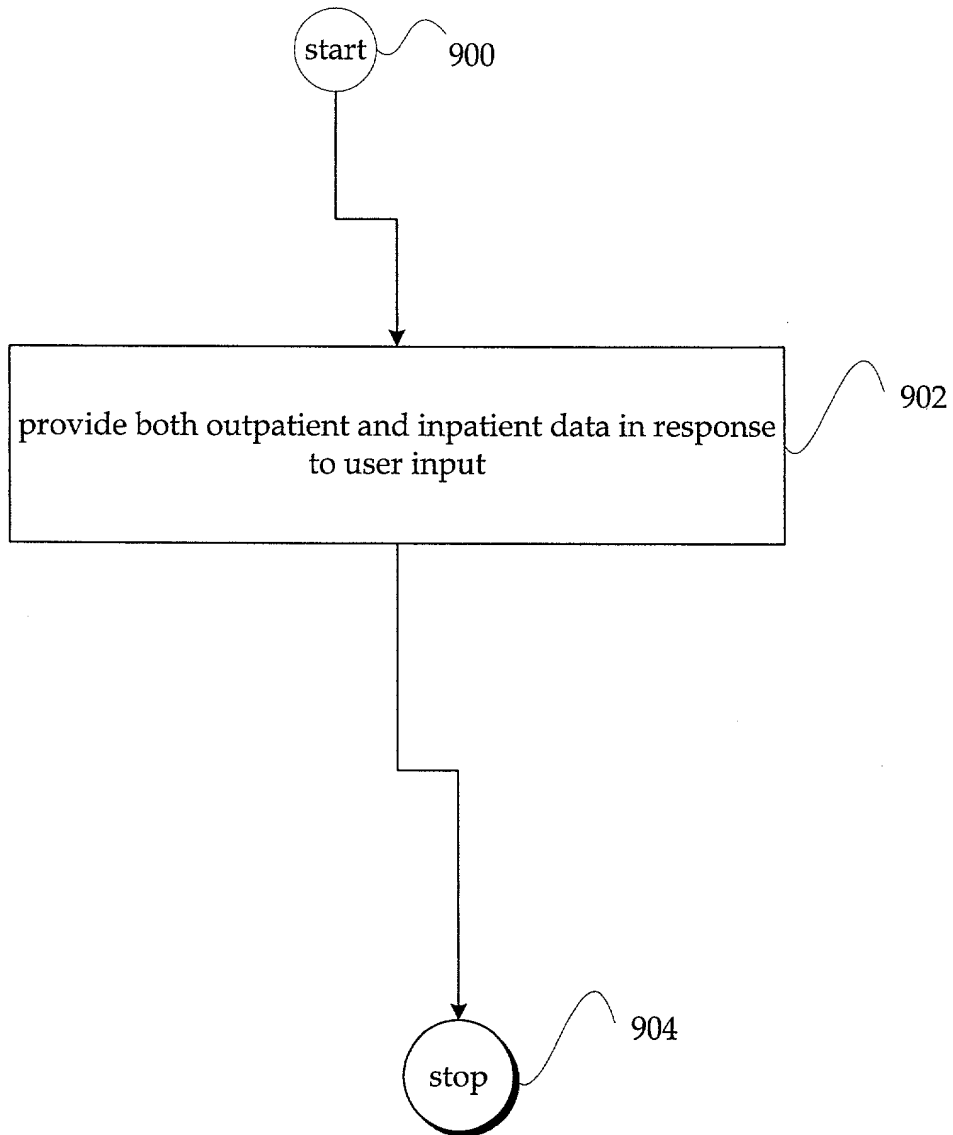 start
900
902
provide both outpatient and inpatient data in response
to user input
904
stop